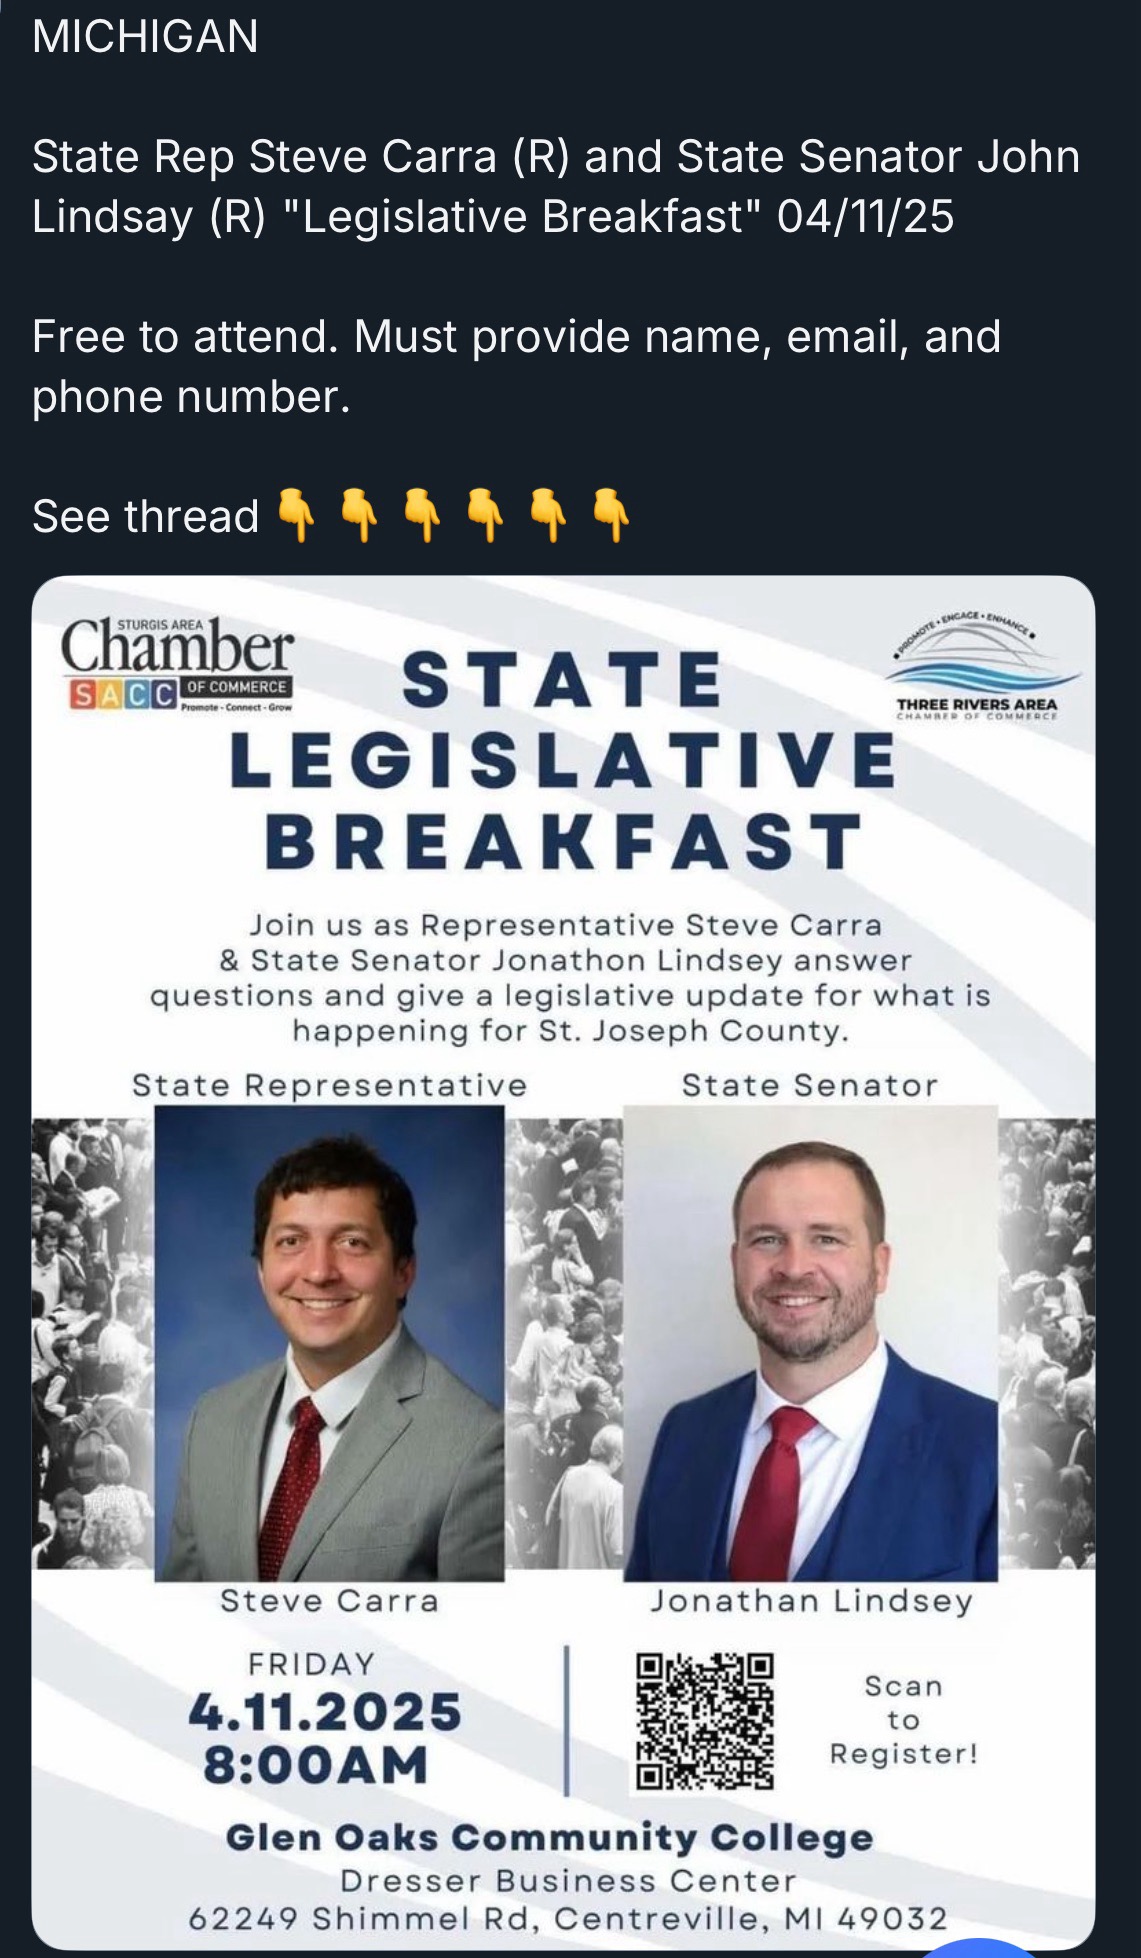 MICHIGAN
State Rep Steve Carra (R) and State Senator John
Lindsay (R) "Legislative Breakfast" 04/11/25
Free to attend. Must provide name, email, and
phone number.
See thread 👇 👇 👇 👇 👇 👇
STURGIS AREA
Chamber
SACC OF COMMERCE
Promote - Connect - Grow
PROMOTE • ENGAGE • ENHANCE
THREE RIVERS AREA
CHAMBER OF COMMERCE
STATE
LEGISLATIVE
BREAKFAST
Join us as Representative Steve Carra
& State Senator Jonathon Lindsey answer
questions and give a legislative update for what is
happening for St. Joseph County.
State Representative
State Senator
Steve Carra
Jonathan Lindsey
FRIDAY
4.11.2025
8:00AM
Scan
to
Register!
Glen Oaks Community College
Dresser Business Center
62249 Shimmel Rd, Centreville, MI 49032